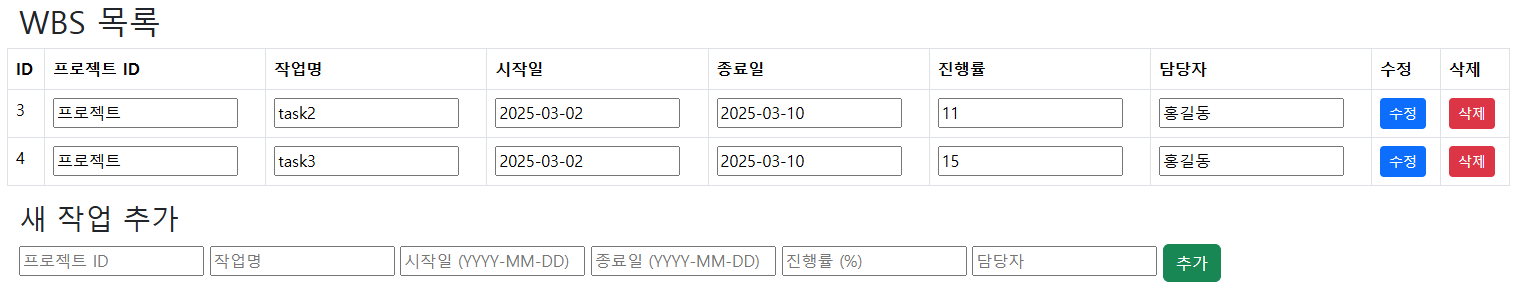 WBS 목록
ID 프로젝트 ID 작업명 시작일 종료일 진행률 담당자 수정 삭제
3 프로젝트 task2 2025-03-02 2025-03-10 11 홍길동 수정 삭제
4 프로젝트 task3 2025-03-02 2025-03-10 15 홍길동 수정 삭제
새 작업 추가
프로젝트 ID 작업명 시작일 (YYYY-MM-DD) 종료일 (YYYY-MM-DD) 진행률 (%) 담당자 추가